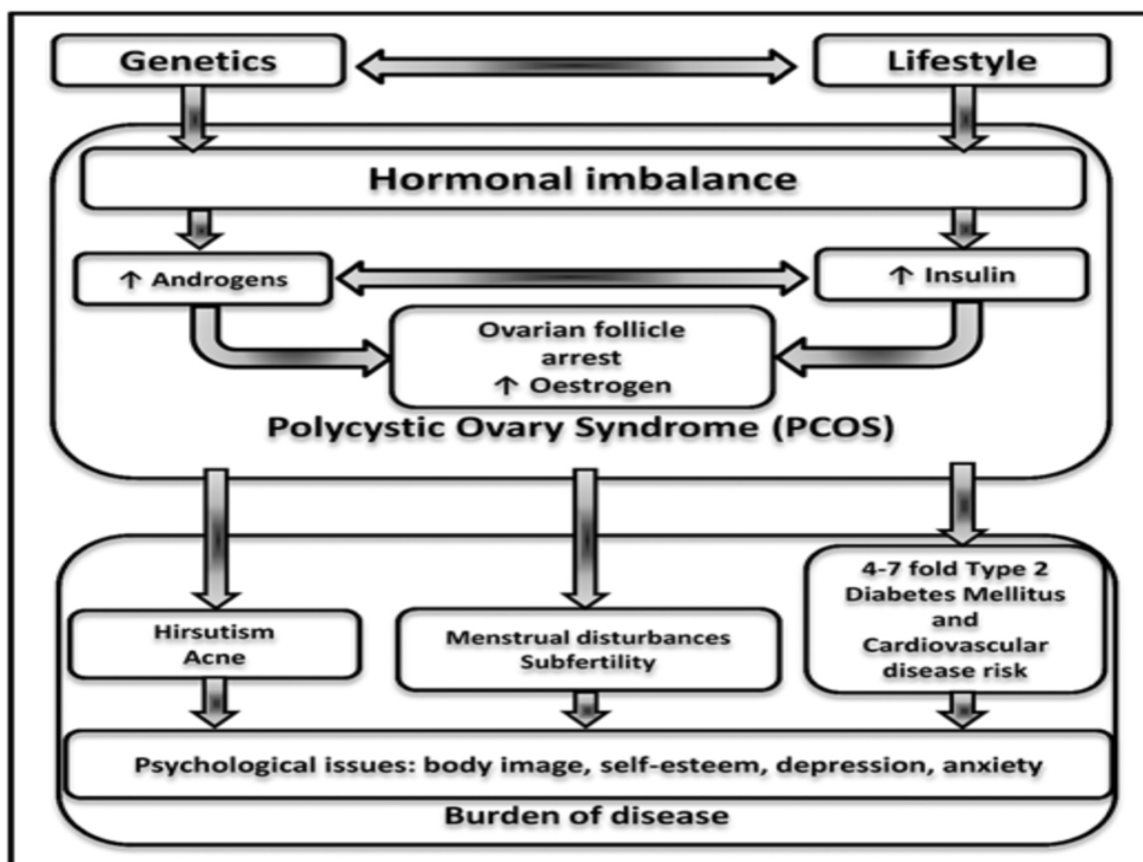 Genetics
Lifestyle
Hormonal imbalance
↑ Androgens
↑ Insulin
Ovarian follicle
arrest
↑ Oestrogen
Polycystic Ovary Syndrome (PCOS)
Hirsutism
Acne
Menstrual disturbances
Subfertility
4-7 fold Type 2
Diabetes Mellitus
and
Cardiovascular
disease risk
Psychological issues: body image, self-esteem, depression, anxiety
Burden of disease